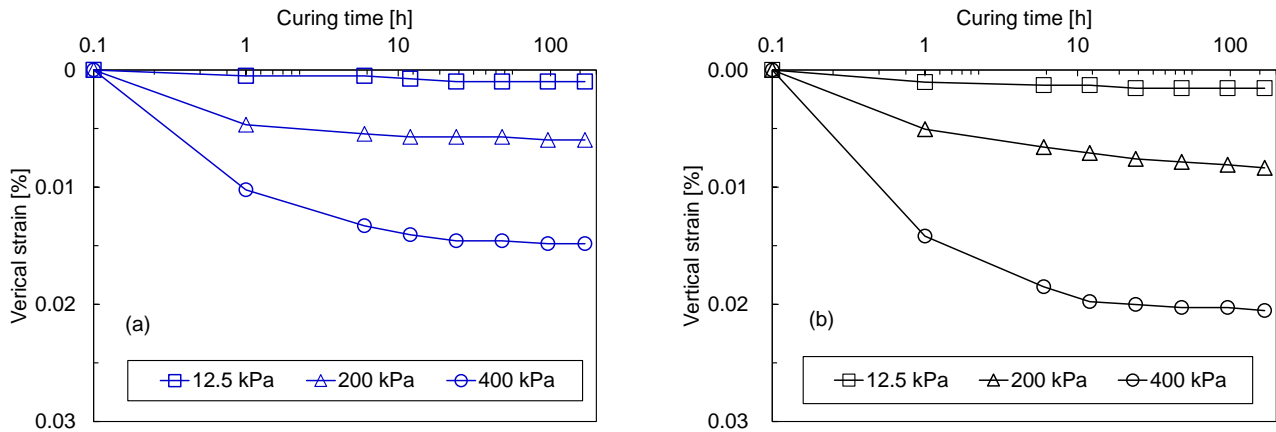 Curing time [h]
0.1 1 10 100
0
0.01
0.02
0.03
Verical strain [%]
(a)
12.5 kPa 200 kPa 400 kPa
Curing time [h]
0.1 1 10 100
0.00
0.01
0.02
0.03
Vertical strain [%]
(b)
12.5 kPa 200 kPa 400 kPa